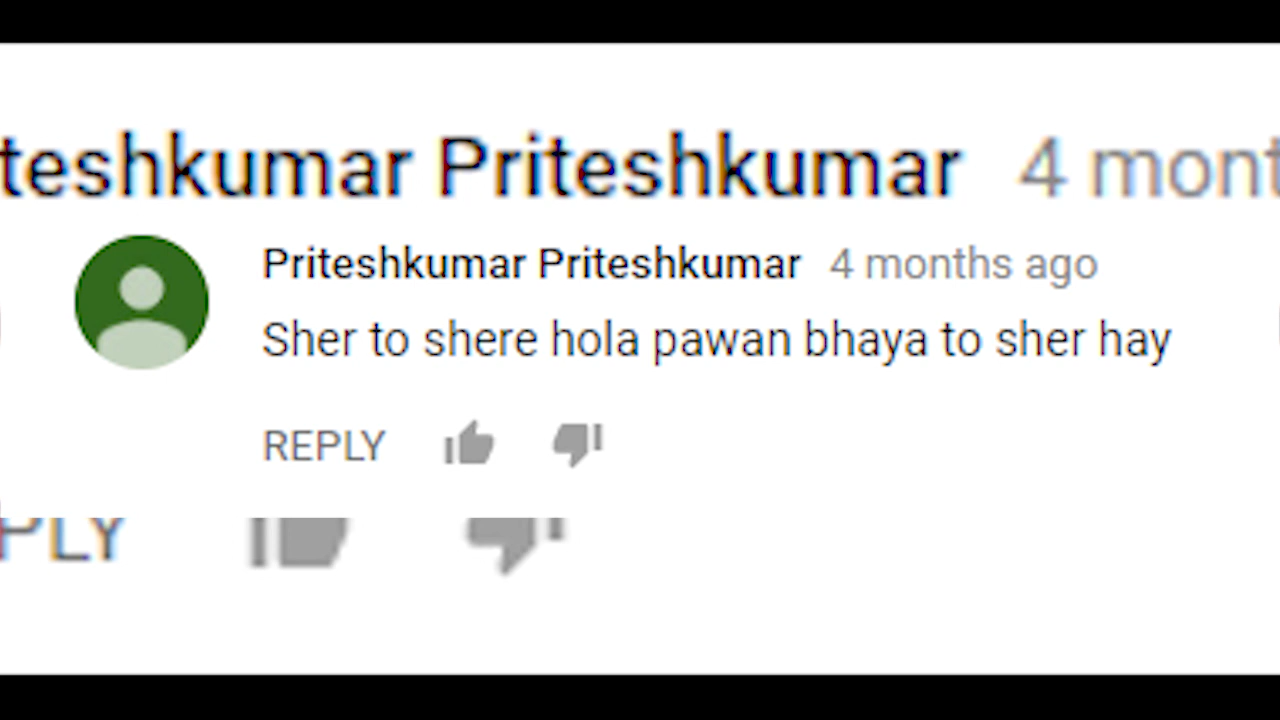 teshkumar Priteshkumar 4 mont
Priteshkumar Priteshkumar 4 months ago
Sher to shere hola pawan bhaya to sher hay
REPLY
PLY